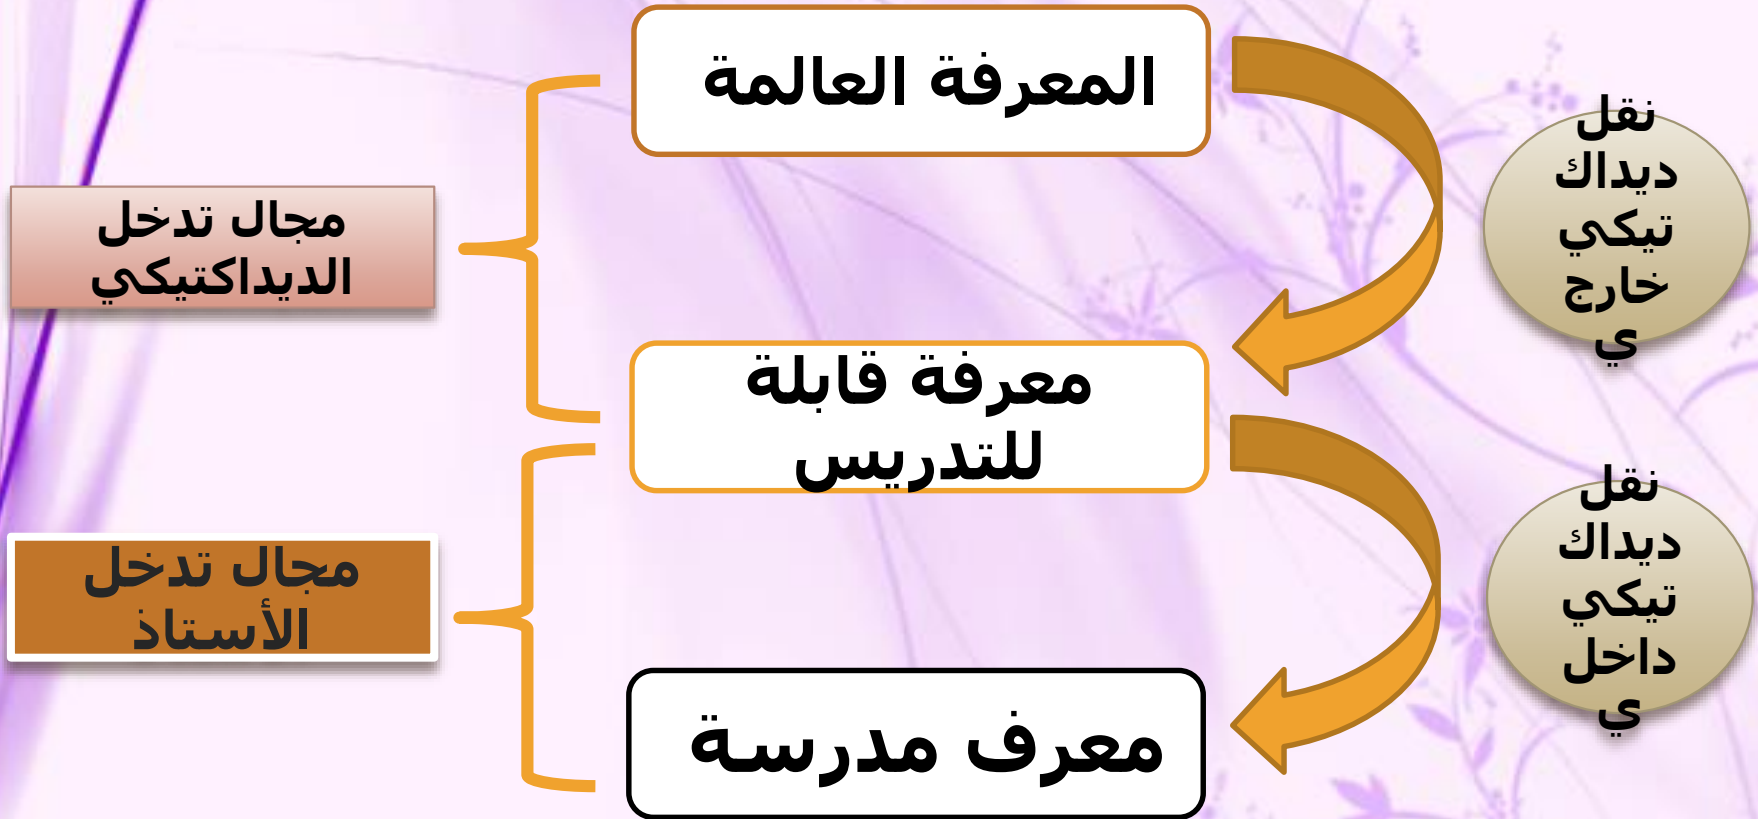 المعرفة العالمة
نقل
ديداك
تيكي
خارج
ي
مجال تدخل
الديداكتيكي
معرفة قابلة
للتدريس
نقل
ديداك
تيكي
داخل
ي
مجال تدخل
الأستاذ
معرف مدرسة